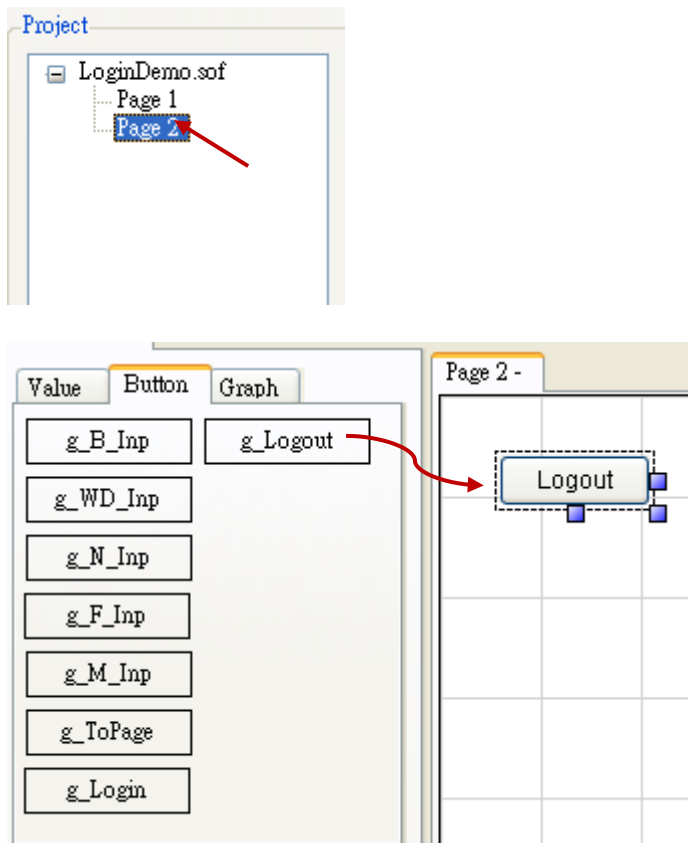 Project
LoginDemo.sof
Page 1
Page 2
Value Button Graph
g_B_Inp g_Logout
g_WD_Inp
g_N_Inp
g_F_Inp
g_M_Inp
g_ToPage
g_Login
Page 2 -
Logout